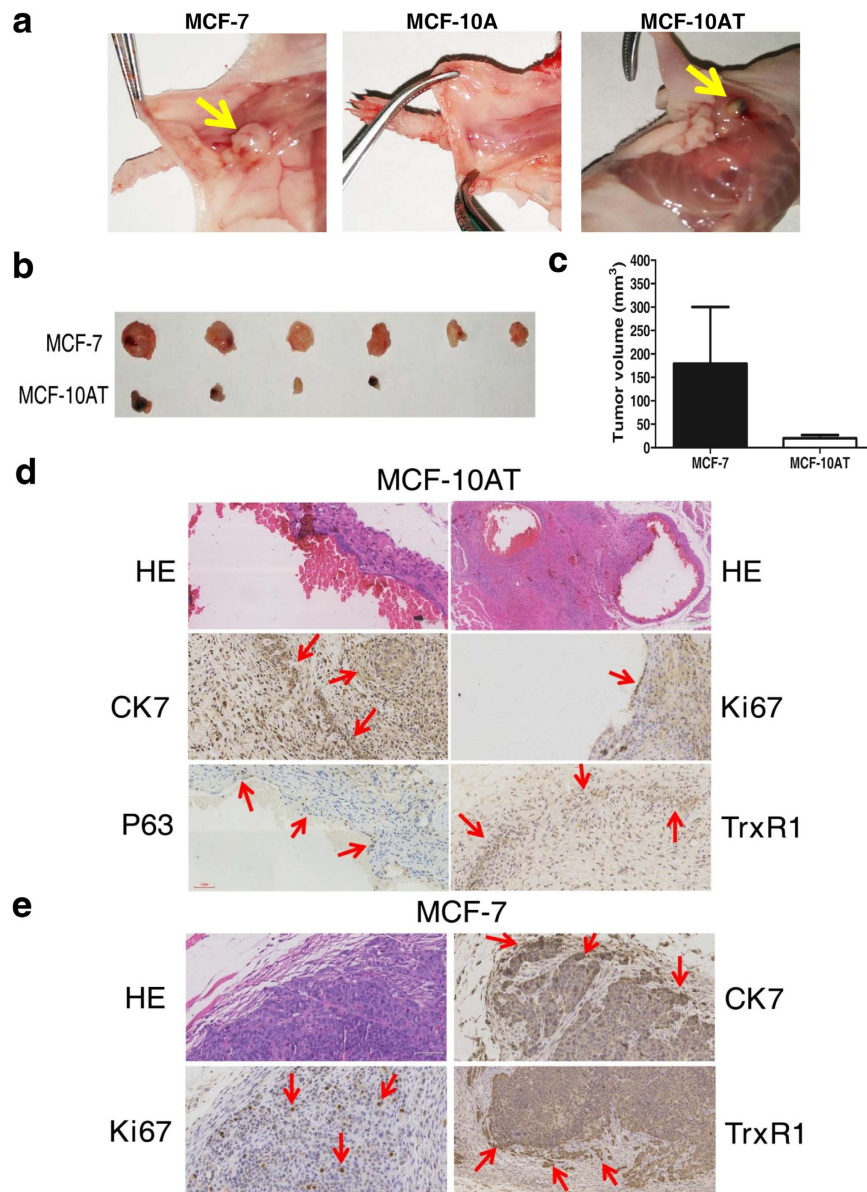 a
MCF-7
MCF-10A
MCF-10AT
b
MCF-7
MCF-10AT
c
Tumor volume (mm³)
400
350
300
250
200
150
100
50
0
MCF-7
MCF-10AT
d
MCF-10AT
HE
HE
CK7
Ki67
P63
TrxR1
e
MCF-7
HE
CK7
Ki67
TrxR1